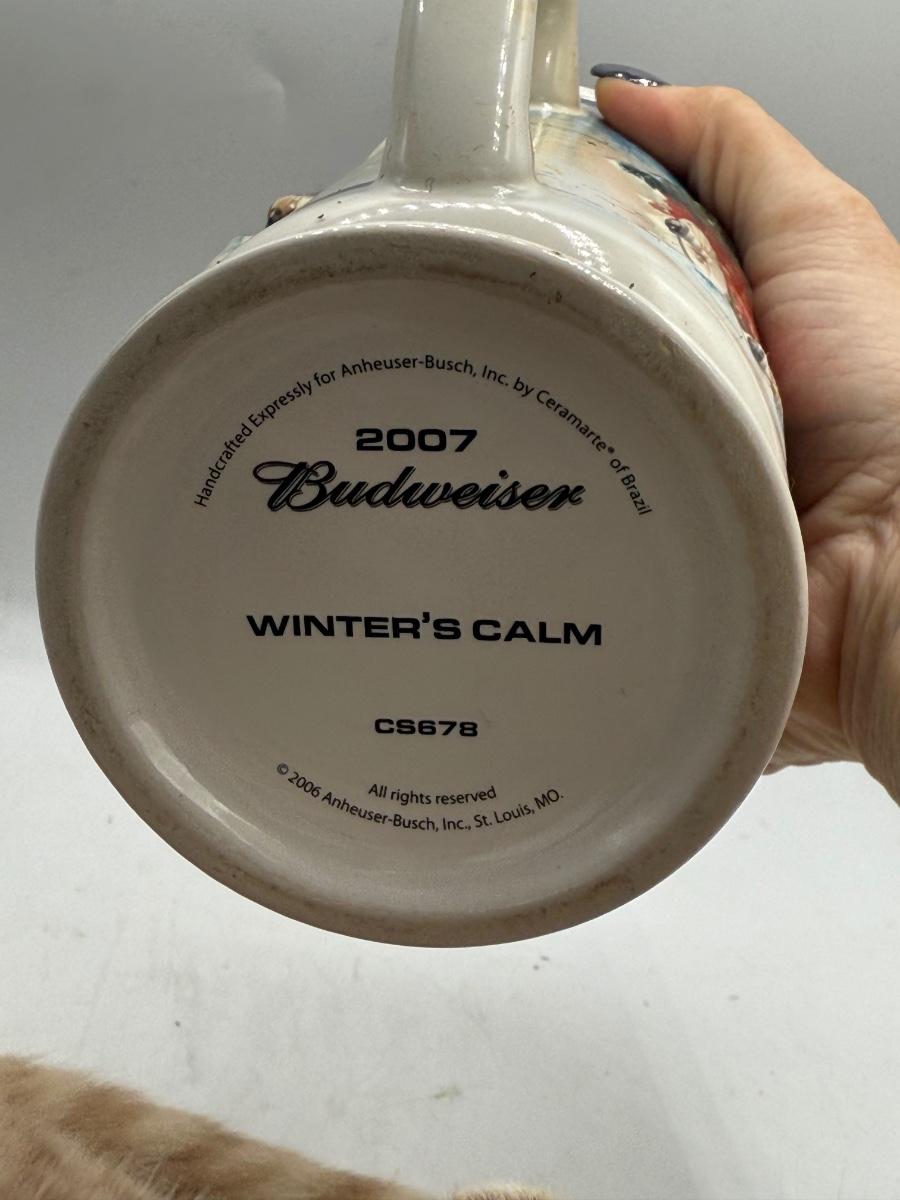 Handcrafted Expressly for Anheuser-Busch, Inc. by Ceramarte® of Brazil
2007
Budweiser
WINTER'S CALM
CS678
All rights reserved
© 2006 Anheuser-Busch, Inc., St. Louis, MO.